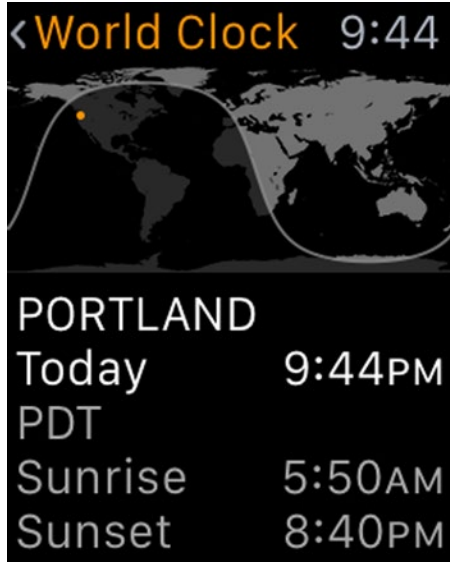 <World Clock 9:44
PORTLAND
Today 9:44PM
PDT
Sunrise 5:50AM
Sunset 8:40PM